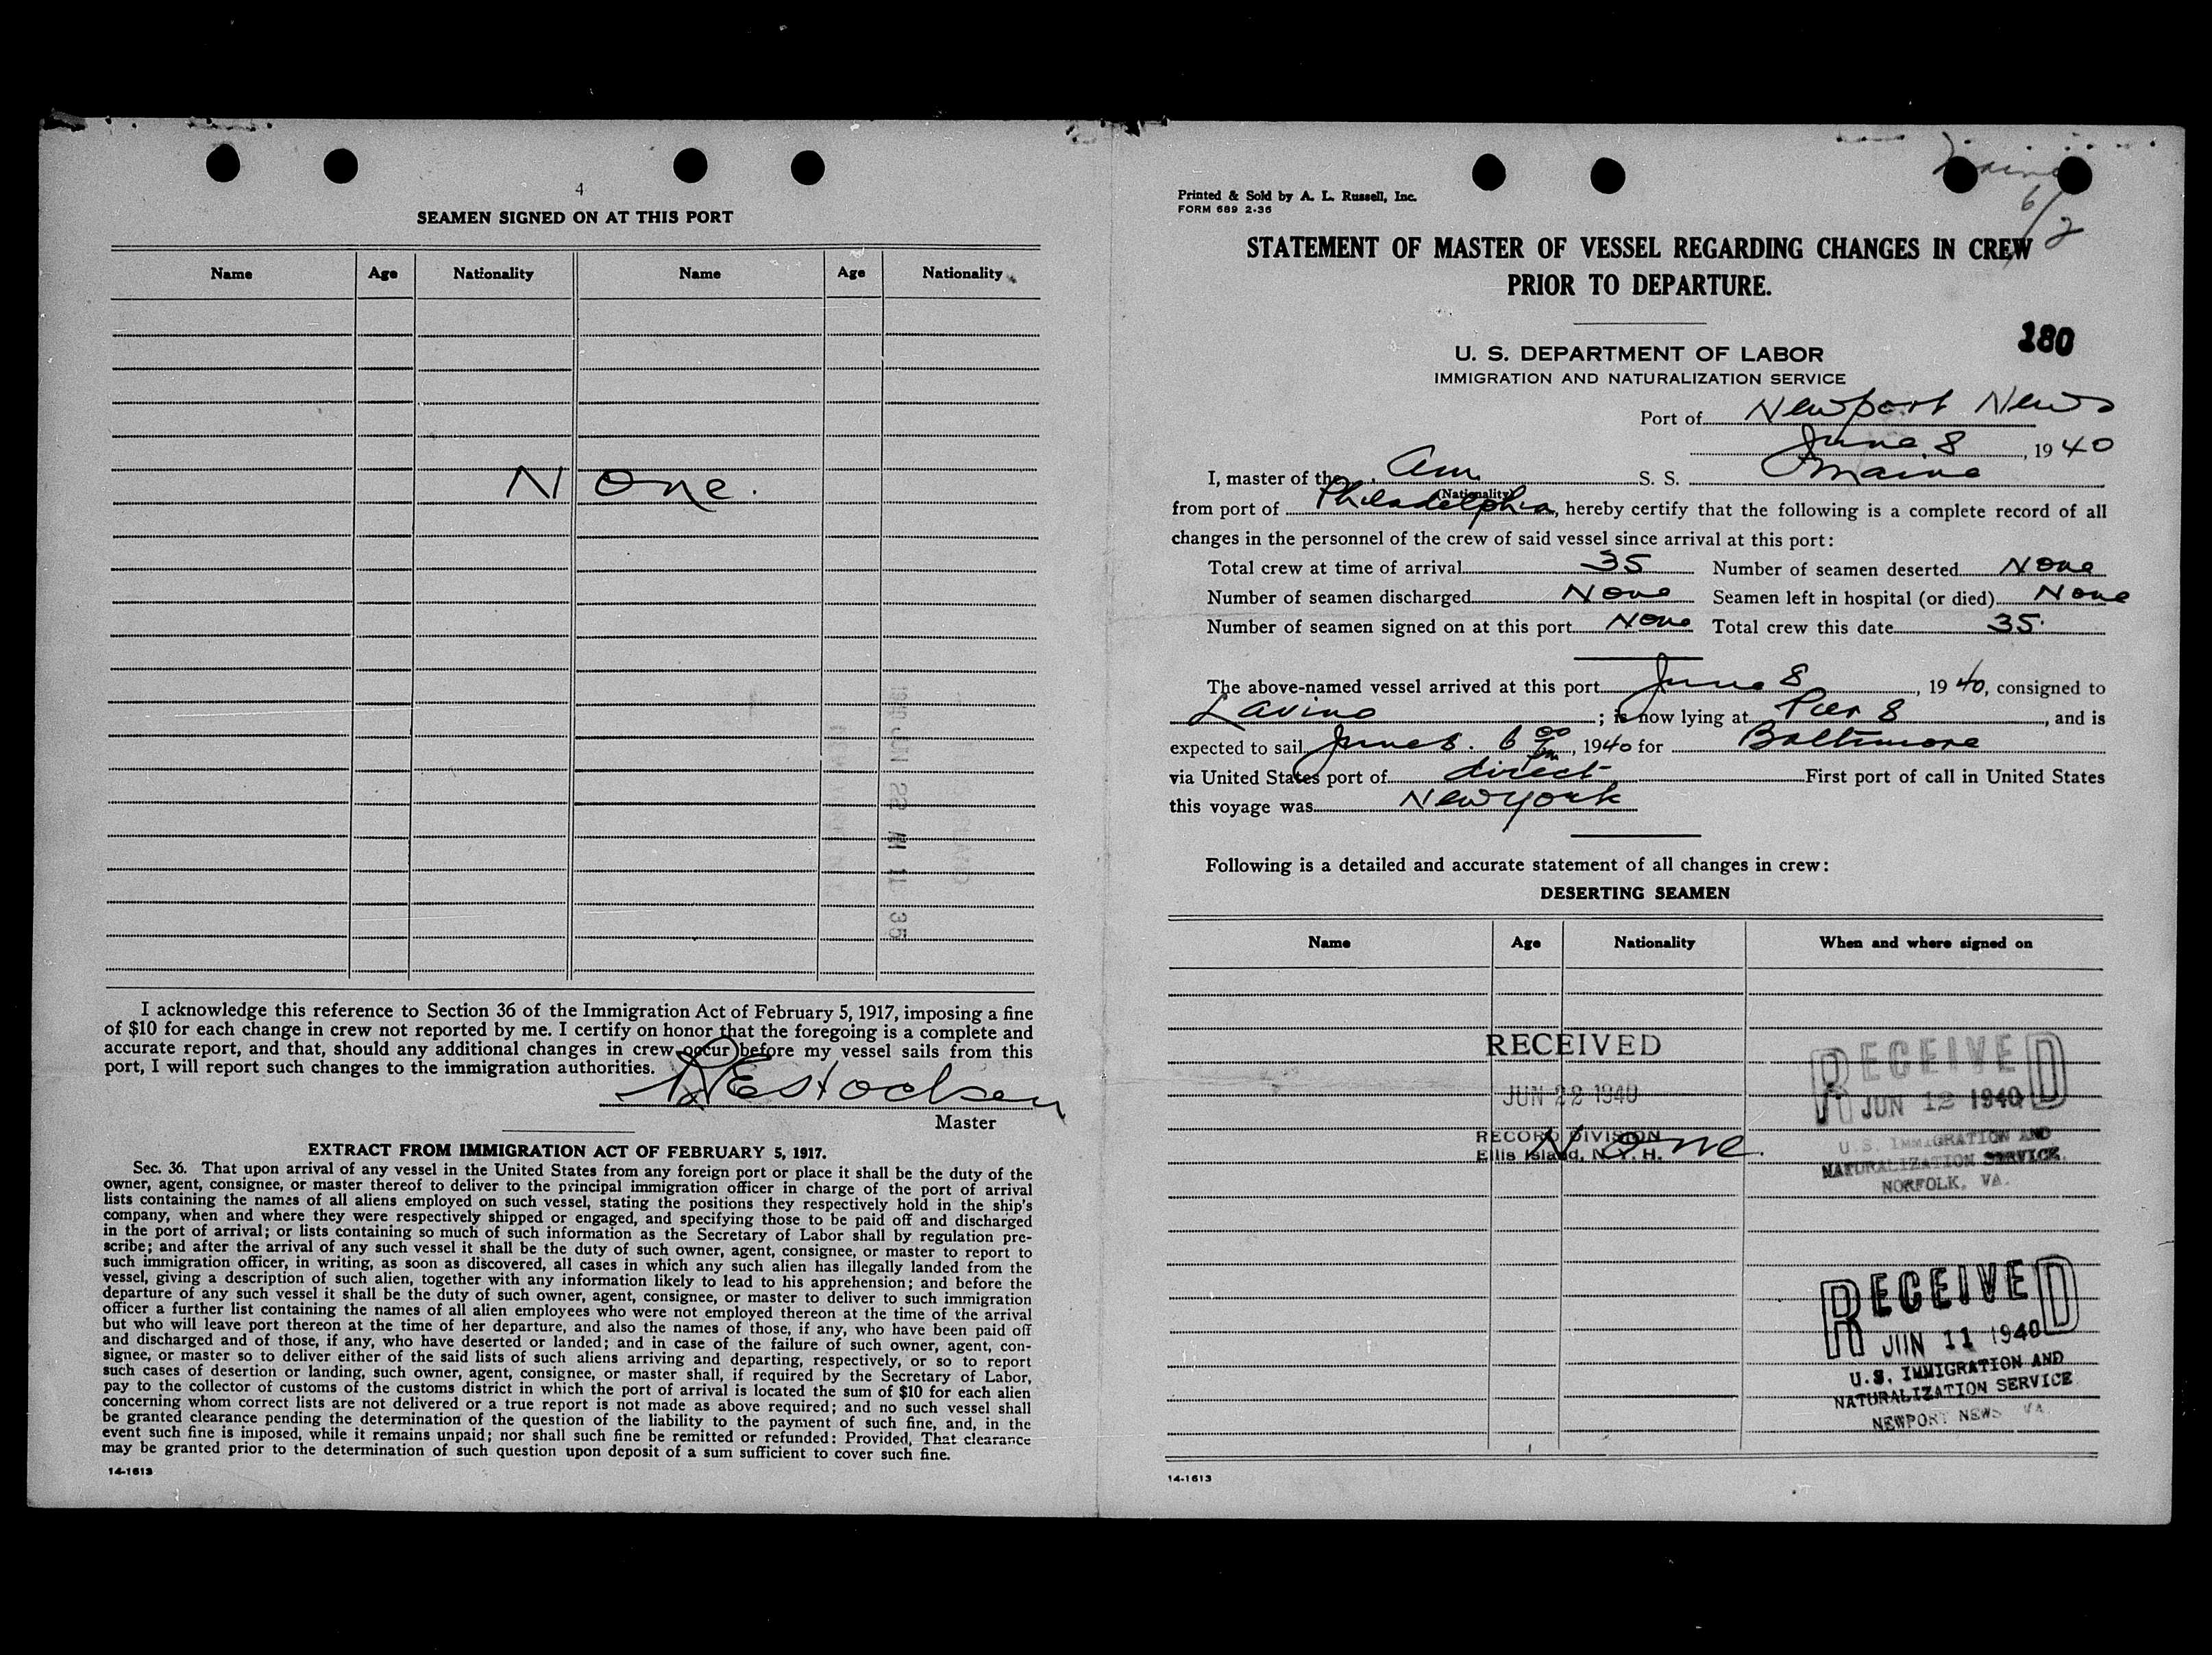 4
SEAMEN SIGNED ON AT THIS PORT
Name Age Nationality Name Age Nationality
None.
I acknowledge this reference to Section 36 of the Immigration Act of February 5, 1917, imposing a fine
of $10 for each change in crew not reported by me. I certify on honor that the foregoing is a complete and
accurate report, and that, should any additional changes in crew occur before my vessel sails from this
port, I will report such changes to the immigration authorities.
Master
EXTRACT FROM IMMIGRATION ACT OF FEBRUARY 5, 1917.
Sec. 36. That upon arrival of any vessel in the United States from any foreign port or place it shall be the duty of the
owner, agent, consignee, or master thereof to deliver to the principal immigration officer in charge of the port of arrival
lists containing the names of all aliens employed on such vessel, stating the positions they respectively hold in the ship's
company, when and where they were respectively shipped or engaged, and specifying those to be paid off and discharged
in the port of arrival; or lists containing so much of such information as the Secretary of Labor shall by regulation pre-
scribe; and after the arrival of any such vessel it shall be the duty of such owner, agent, consignee, or master to report to
such immigration officer, in writing, as soon as discovered, all cases in which any such alien has illegally landed from the
vessel, giving a description of such alien, together with any information likely to lead to his apprehension; and before the
departure of any such vessel it shall be the duty of such owner, agent, consignee, or master to deliver to such immigration
officer a further list containing the names of all alien employees who were not employed thereon at the time of the arrival
but who will leave port thereon at the time of her departure, and also the names of those, if any, who have been paid off
and discharged and of those, if any, who have deserted or landed; and in case of the failure of such owner, agent, con-
signee, or master so to deliver either of the said lists of such aliens arriving and departing, respectively, or so to report
such cases of desertion or landing, such owner, agent, consignee, or master shall, if required by the Secretary of Labor,
pay to the collector of customs of the customs district in which the port of arrival is located the sum of $10 for each alien
concerning whom correct lists are not delivered or a true report is not made as above required; and no such vessel shall
be granted clearance pending the determination of the question of the liability to the payment of such fine, and, in the
event such fine is imposed, while it remains unpaid; nor shall such fine be remitted or refunded: Provided, That clearance
may be granted prior to the determination of such question upon deposit of a sum sufficient to cover such fine.
14-1613
Printed & Sold by A. L. Russell, Inc.
FORM 689 2-36
6/2
STATEMENT OF MASTER OF VESSEL REGARDING CHANGES IN CREW
PRIOR TO DEPARTURE.
180
U. S. DEPARTMENT OF LABOR
IMMIGRATION AND NATURALIZATION SERVICE
Port of Newport News
June 8, 1940
I, master of the Am. S. S. Maine
(Nationality)
from port of Philadelphia, hereby certify that the following is a complete record of all
changes in the personnel of the crew of said vessel since arrival at this port:
Total crew at time of arrival 35 Number of seamen deserted None
Number of seamen discharged None Seamen left in hospital (or died) None
Number of seamen signed on at this port None Total crew this date 35
The above-named vessel arrived at this port June 8, 1940, consigned to
Lavino; is now lying at Pier 8, and is
expected to sail June 8. 6 00 pm, 1940 for Baltimore
via United States port of direct First port of call in United States
this voyage was New York
Following is a detailed and accurate statement of all changes in crew:
DESERTING SEAMEN
Name Age Nationality When and where signed on
RECEIVED
JUN 22 1940
RECORD DIVISION
Ellis Island, N. Y. H.
None.
RECEIVED
JUN 12 1940
U. S. IMMIGRATION AND
NATURALIZATION SERVICE
NORFOLK, VA.
RECEIVED
JUN 11 1940
U. S. IMMIGRATION AND
NATURALIZATION SERVICE
NEWPORT NEWS VA
14-1613